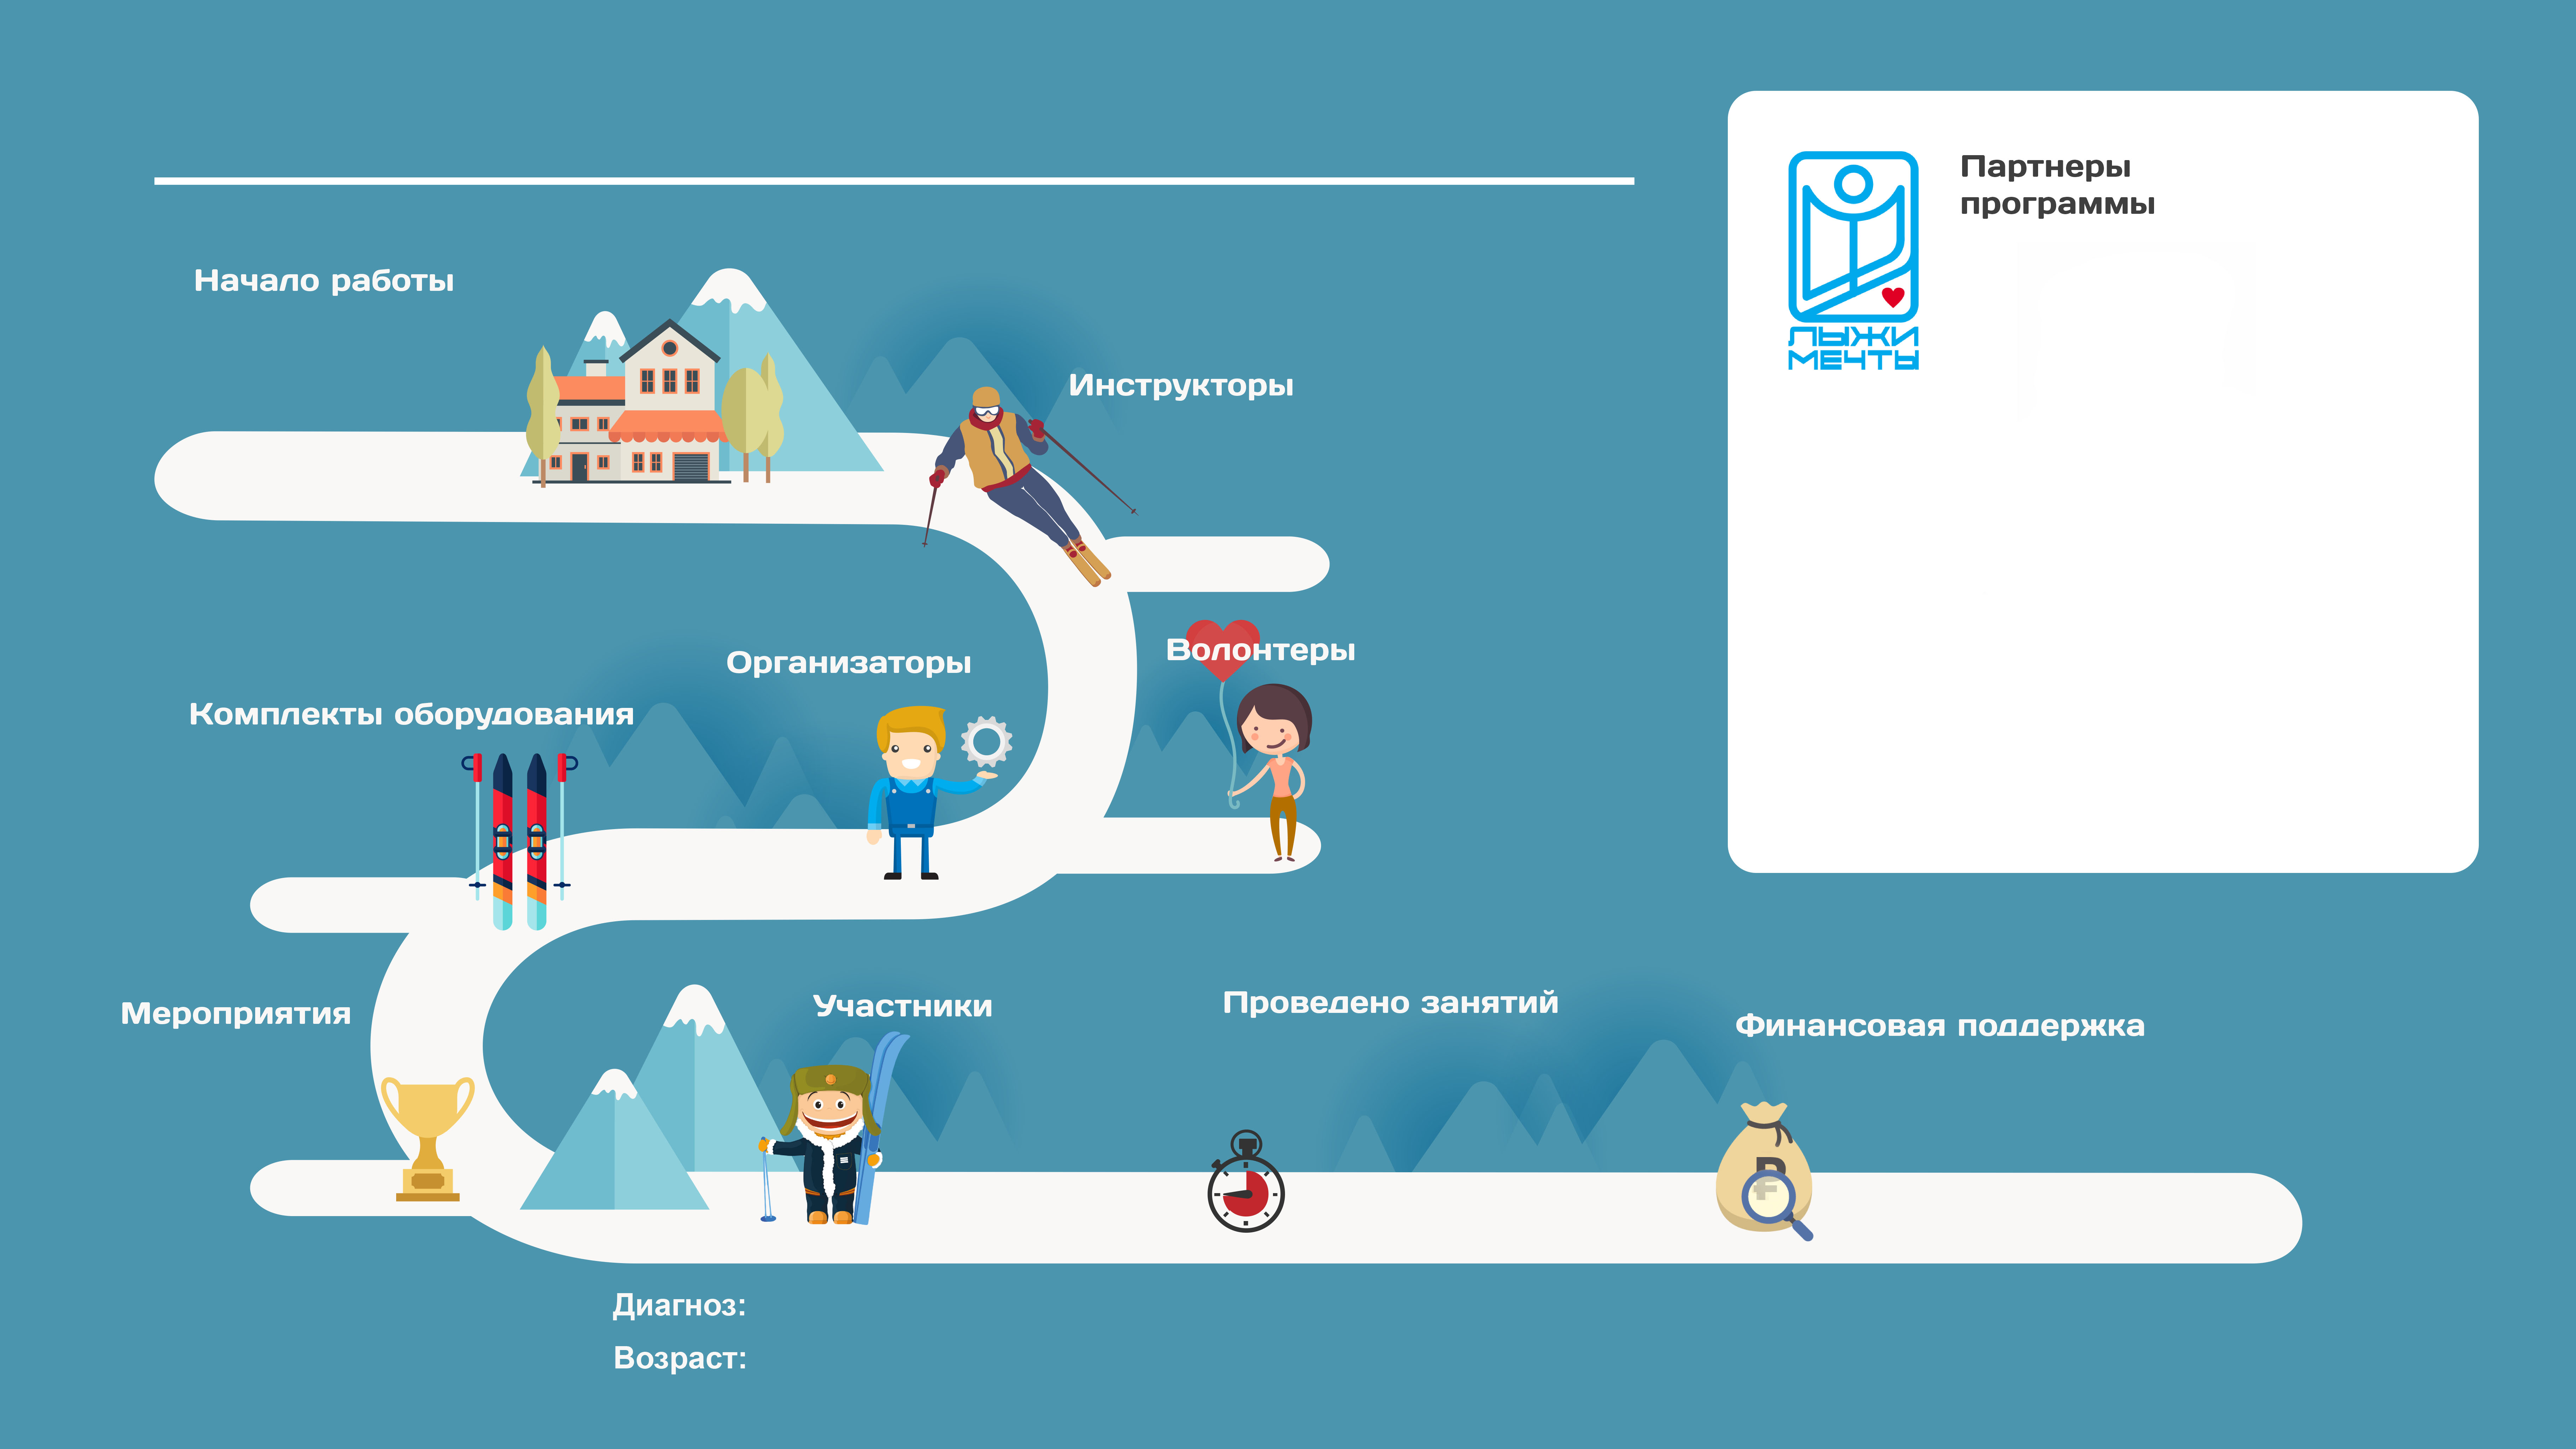 Партнеры
программы
ЛЫЖИ
МЕЧТЫ
Начало работы
Инструкторы
Волонтеры
Организаторы
Комплекты оборудования
Мероприятия
Участники
Проведено занятий
Финансовая поддержка
₽
Диагноз:
Возраст: